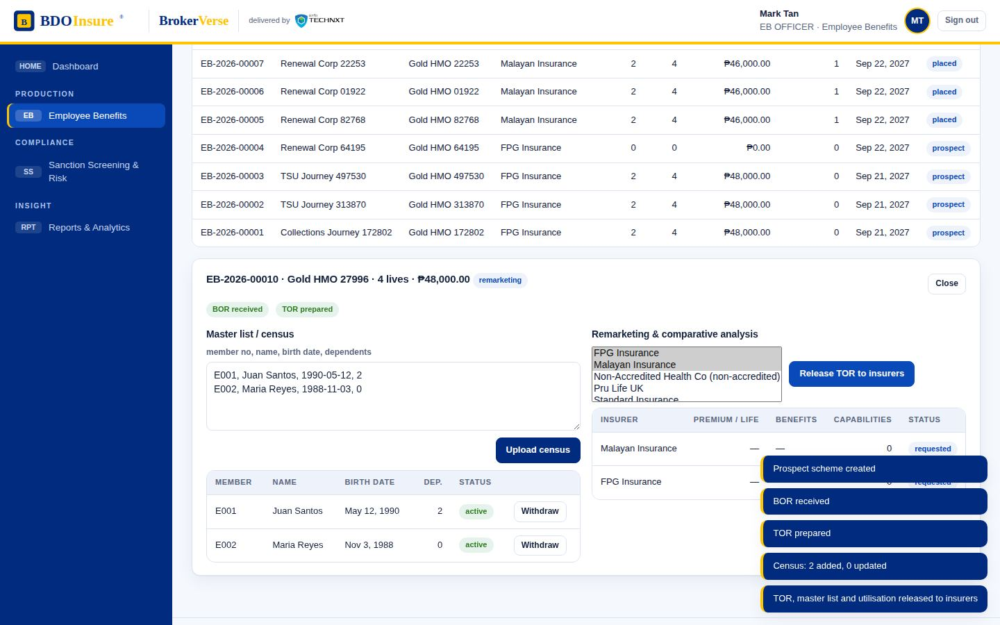 B BDOInsure ®
BrokerVerse
delivered by
TECHNXT
Mark Tan
EB OFFICER · Employee Benefits
MT
Sign out
HOME Dashboard
PRODUCTION
EB Employee Benefits
COMPLIANCE
SS Sanction Screening &
Risk
INSIGHT
RPT Reports & Analytics
EB-2026-00007 Renewal Corp 22253 Gold HMO 22253 Malayan Insurance 2 4 ₱46,000.00 1 Sep 22, 2027 placed
EB-2026-00006 Renewal Corp 01922 Gold HMO 01922 Malayan Insurance 2 4 ₱46,000.00 1 Sep 22, 2027 placed
EB-2026-00005 Renewal Corp 82768 Gold HMO 82768 Malayan Insurance 2 4 ₱46,000.00 1 Sep 22, 2027 placed
EB-2026-00004 Renewal Corp 64195 Gold HMO 64195 FPG Insurance 0 0 ₱0.00 0 Sep 22, 2027 prospect
EB-2026-00003 TSU Journey 497530 Gold HMO 497530 FPG Insurance 2 4 ₱48,000.00 0 Sep 21, 2027 prospect
EB-2026-00002 TSU Journey 313870 Gold HMO 313870 FPG Insurance 2 4 ₱48,000.00 0 Sep 21, 2027 prospect
EB-2026-00001 Collections Journey 172802 Gold HMO 172802 FPG Insurance 2 4 ₱48,000.00 0 Sep 21, 2027 prospect
EB-2026-00010 · Gold HMO 27996 · 4 lives · ₱48,000.00 remarketing
Close
BOR received TOR prepared
Master list / census
member no, name, birth date, dependents
E001, Juan Santos, 1990-05-12, 2
E002, Maria Reyes, 1988-11-03, 0
Upload census
MEMBER NAME BIRTH DATE DEP. STATUS
E001 Juan Santos May 12, 1990 2 active Withdraw
E002 Maria Reyes Nov 3, 1988 0 active Withdraw
Remarketing & comparative analysis
FPG Insurance
Malayan Insurance
Non-Accredited Health Co (non-accredited)
Pru Life UK
Standard Insurance
Release TOR to insurers
INSURER PREMIUM / LIFE BENEFITS CAPABILITIES STATUS
Malayan Insurance — — 0 requested
FPG Insurance — 0 requested
Prospect scheme created
BOR received
TOR prepared
Census: 2 added, 0 updated
TOR, master list and utilisation released to insurers